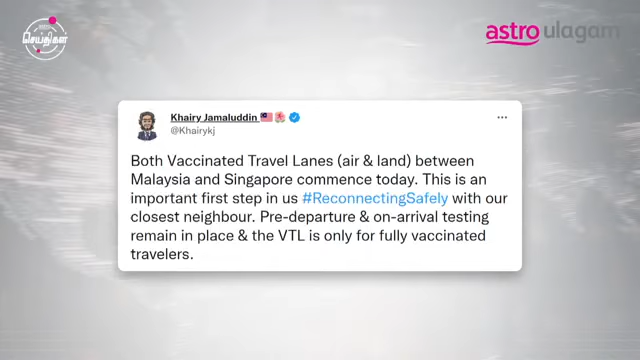 செய்திகள்
astro ulagam
Khairy Jamaluddin
@Khairykj
Both Vaccinated Travel Lanes (air & land) between
Malaysia and Singapore commence today. This is an
important first step in us #ReconnectingSafely with our
closest neighbour. Pre-departure & on-arrival testing
remain in place & the VTL is only for fully vaccinated
travelers.